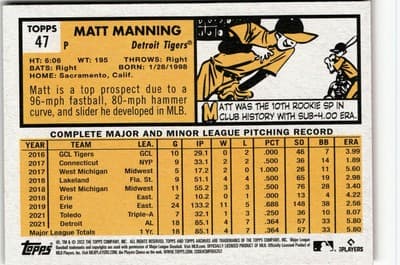 TOPPS
47
MATT MANNING
P
Detroit Tigers®
HT: 6'06 WT: 195 THROWS: Right
BATS: Right BORN: 1/28/1998
HOME: Sacramento, Calif.
Matt is a top prospect due to a
96-mph fastball, 80-mph hammer
curve, and slider he developed in MLB.
MATT WAS THE 10TH ROOKIE SP IN
CLUB HISTORY WITH SUB-4.00 ERA.
COMPLETE MAJOR AND MINOR LEAGUE PITCHING RECORD
YEAR TEAM LEA. G IP W L PCT. SO BB ERA
2016 GCL Tigers GCL 10 29.1 0 2 .000 46 7 3.99
2017 Connecticut NYP 9 33.1 2 2 .500 36 14 1.89
2017 West Michigan Midwest 5 17.2 2 0 1.000 26 11 5.60
2018 Lakeland Fla. St. 9 51.1 4 4 .500 65 19 2.98
2018 West Michigan Midwest 11 55.2 3 3 .500 76 28 3.40
2018 Erie East. 2 10.2 0 1 .000 13 4 4.22
2019 Erie East. 24 133.2 11 5 .688 148 38 2.56
2021 Toledo Triple-A 7 32.1 1 3 .250 36 10 8.07
2021 Detroit AL 18 85.1 4 7 .364 57 33 5.80
Major League Totals 1 Yr. 18 85.1 4 7 .364 57 33 5.80
Topps
MLB
PLAYERS